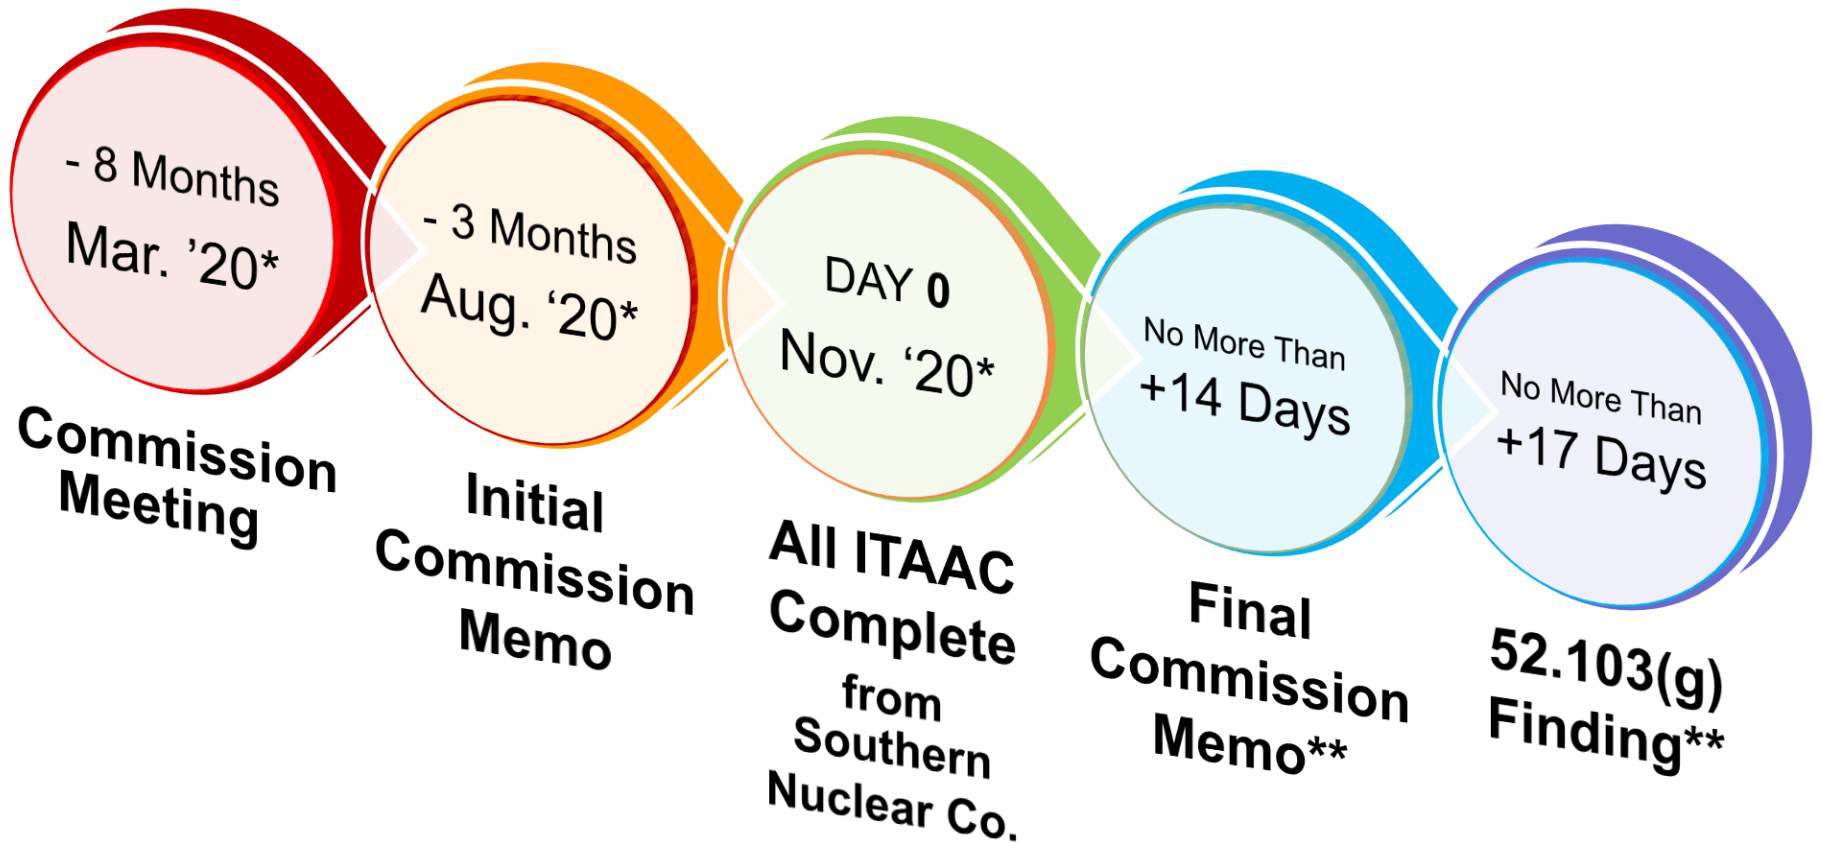 - 8 Months
Mar. ’20*
Commission
Meeting
- 3 Months
Aug. ‘20*
Initial
Commission
Memo
DAY 0
Nov. ‘20*
All ITAAC
Complete
from
Southern
Nuclear Co.
No More Than
+14 Days
Final
Commission
Memo**
No More Than
+17 Days
52.103(g)
Finding**